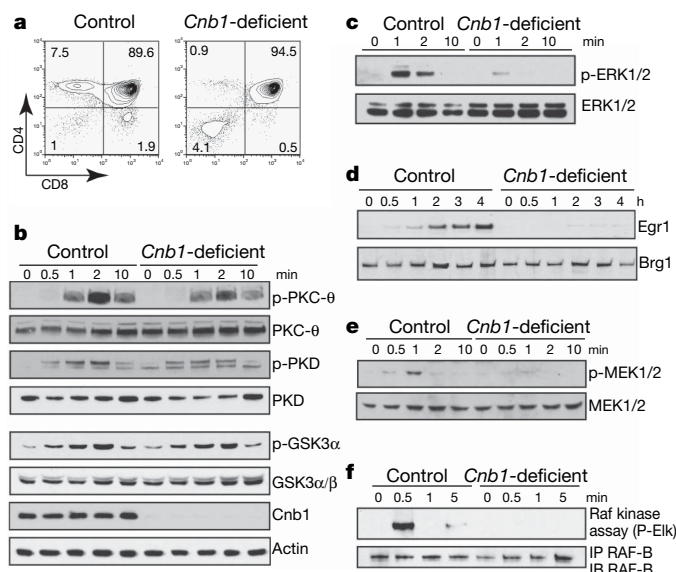 a Control Cnb1-deficient
7.5 89.6
1 1.9
0.9 94.5
4.1 0.5
CD4
CD8
b
Control Cnb1-deficient
0 0.5 1 2 10 0 0.5 1 2 10 min
p-PKC-θ
PKC-θ
p-PKD
PKD
p-GSK3α
GSK3α/β
Cnb1
Actin
c Control Cnb1-deficient
0 1 2 10 0 1 2 10 min
p-ERK1/2
ERK1/2
d Control Cnb1-deficient
0 0.5 1 2 3 4 0 0.5 1 2 3 4 h
Egr1
Brg1
e Control Cnb1-deficient
0 0.5 1 2 10 0 0.5 1 2 10 min
p-MEK1/2
MEK1/2
f Control Cnb1-deficient
0 0.5 1 5 0 0.5 1 5 min
Raf kinase
assay (P-Elk)
IP RAF-B
IB RAF-B